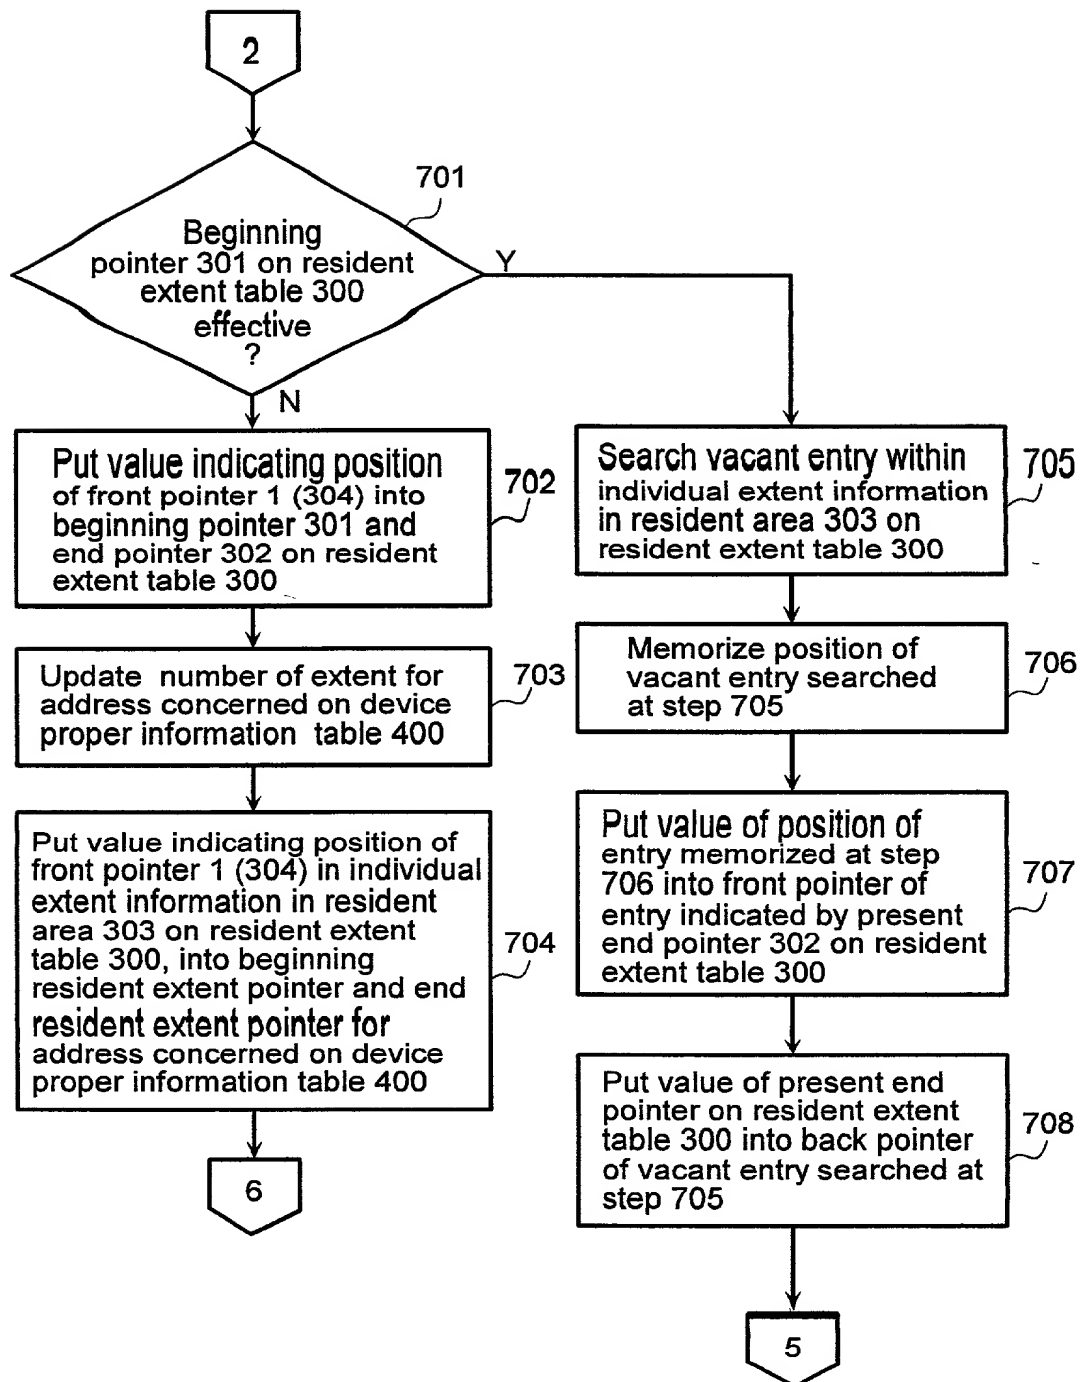 2
701
Beginning
pointer 301 on resident
extent table 300
effective
?
Y
N
Put value indicating position
of front pointer 1 (304) into
beginning pointer 301 and
end pointer 302 on resident
extent table 300
702
Update number of extent for
address concerned on device
proper information table 400
703
Put value indicating position of
front pointer 1 (304) in individual
extent information in resident
area 303 on resident extent
table 300, into beginning
resident extent pointer and end
resident extent pointer for
address concerned on device
proper information table 400
704
6
Search vacant entry within
individual extent information
in resident area 303 on
resident extent table 300
705
Memorize position of
vacant entry searched
at step 705
706
Put value of position of
entry memorized at step
706 into front pointer of
entry indicated by present
end pointer 302 on resident
extent table 300
707
Put value of present end
pointer on resident extent
table 300 into back pointer
of vacant entry searched at
step 705
708
5